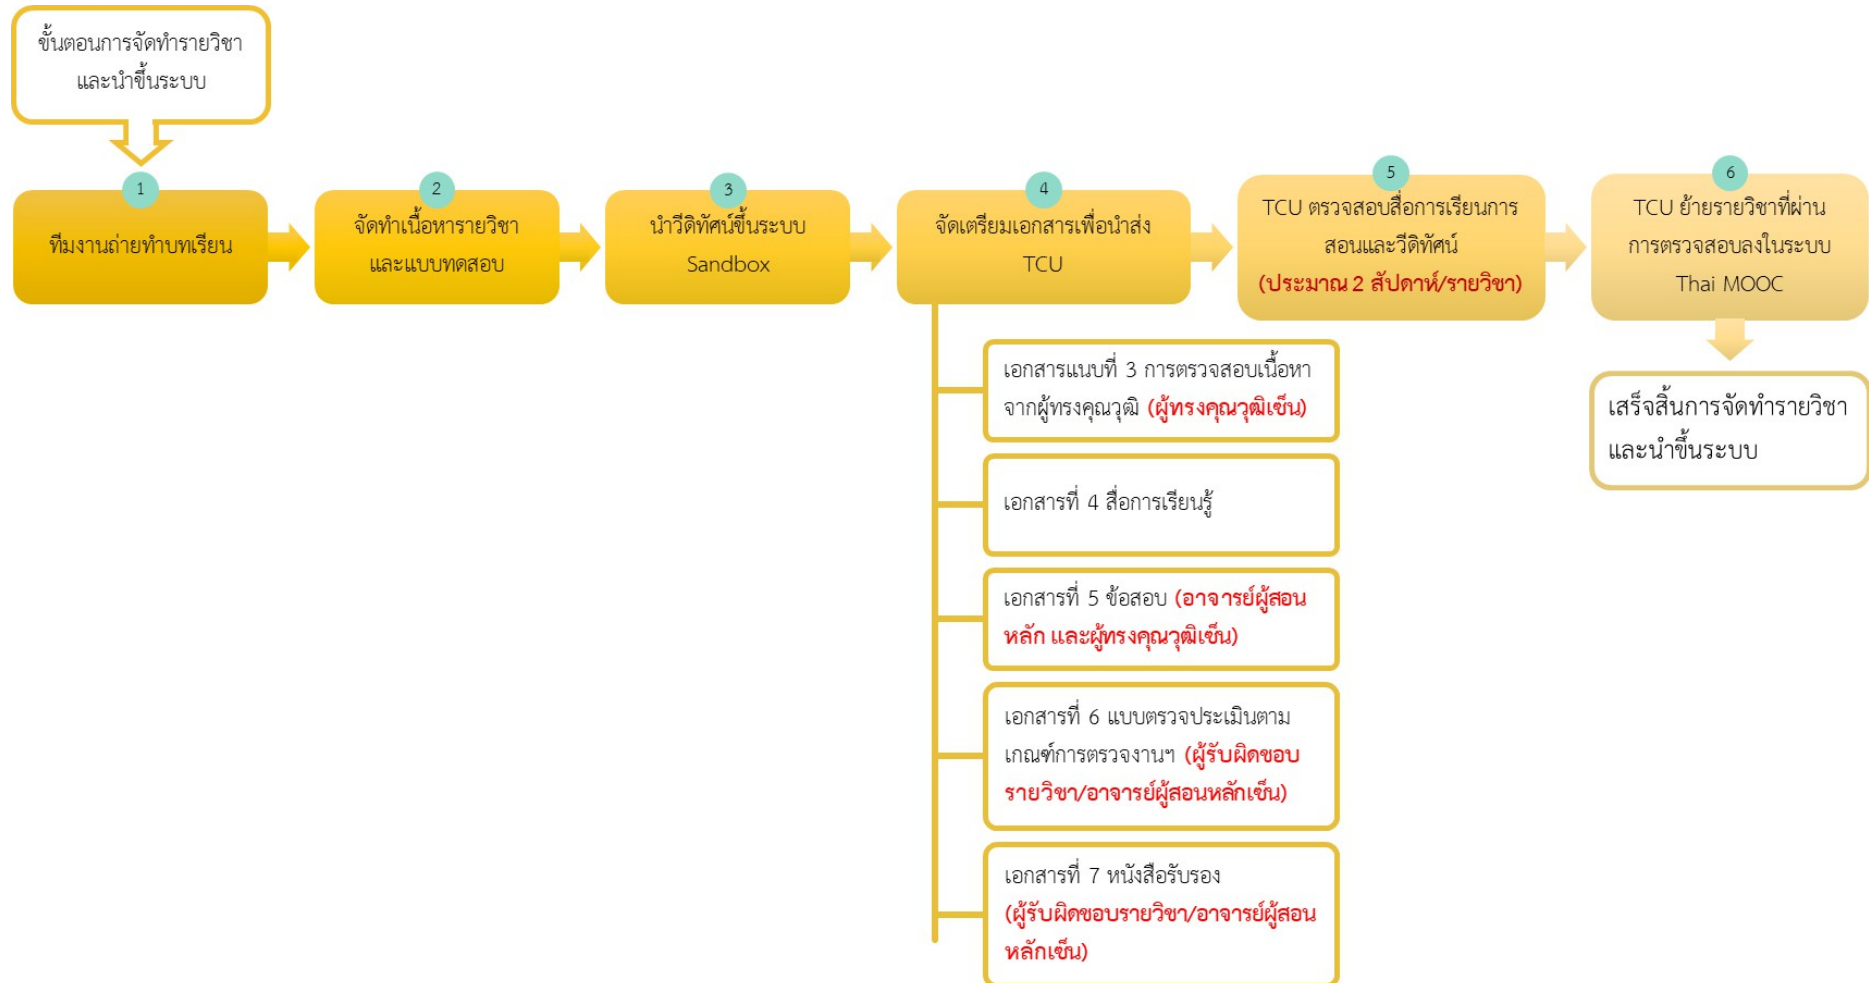 ขั้นตอนการจัดทำรายวิชา
และนำขึ้นระบบ
1
ทีมงานถ่ายทำบทเรียน
2
จัดทำเนื้อหารายวิชา
และแบบทดสอบ
3
นำวีดิทัศน์ขึ้นระบบ
Sandbox
4
จัดเตรียมเอกสารเพื่อนำส่ง
TCU
5
TCU ตรวจสอบสื่อการเรียนการ
สอนและวีดิทัศน์
(ประมาณ 2 สัปดาห์/รายวิชา)
6
TCU ย้ายรายวิชาที่ผ่าน
การตรวจสอบลงในระบบ
Thai MOOC
เอกสารแนบที่ 3 การตรวจสอบเนื้อหา
จากผู้ทรงคุณวุฒิ (ผู้ทรงคุณวุฒิเซ็น)
เอกสารที่ 4 สื่อการเรียนรู้
เอกสารที่ 5 ข้อสอบ (อาจารย์ผู้สอน
หลัก และผู้ทรงคุณวุฒิเซ็น)
เอกสารที่ 6 แบบตรวจประเมินตาม
เกณฑ์การตรวจงานฯ (ผู้รับผิดชอบ
รายวิชา/อาจารย์ผู้สอนหลักเซ็น)
เอกสารที่ 7 หนังสือรับรอง
(ผู้รับผิดชอบรายวิชา/อาจารย์ผู้สอน
หลักเซ็น)
เสร็จสิ้นการจัดทำรายวิชา
และนำขึ้นระบบ